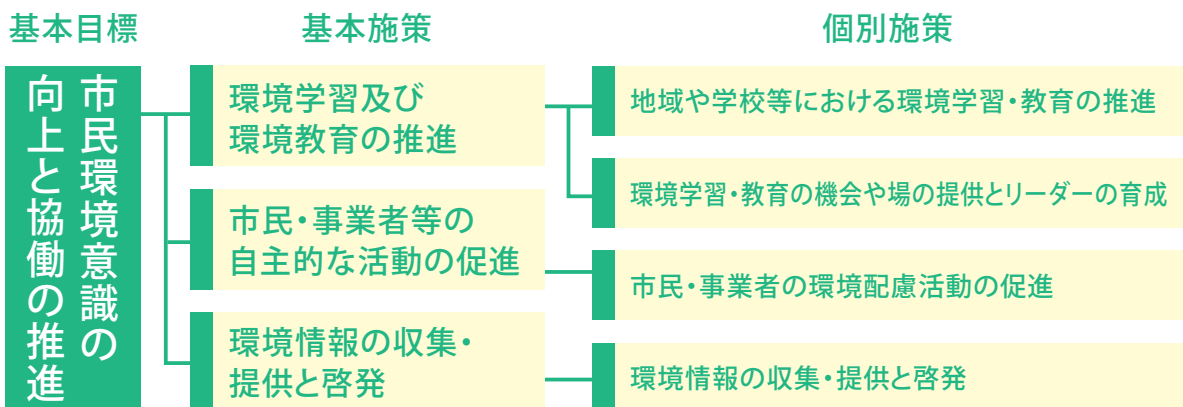 基本目標
基本施策
個別施策
市民環境意識の
向上と協働の推進
環境学習及び
環境教育の推進
地域や学校等における環境学習・教育の推進
環境学習・教育の機会や場の提供とリーダーの育成
市民・事業者等の
自主的な活動の促進
市民・事業者の環境配慮活動の促進
環境情報の収集・
提供と啓発
環境情報の収集・提供と啓発